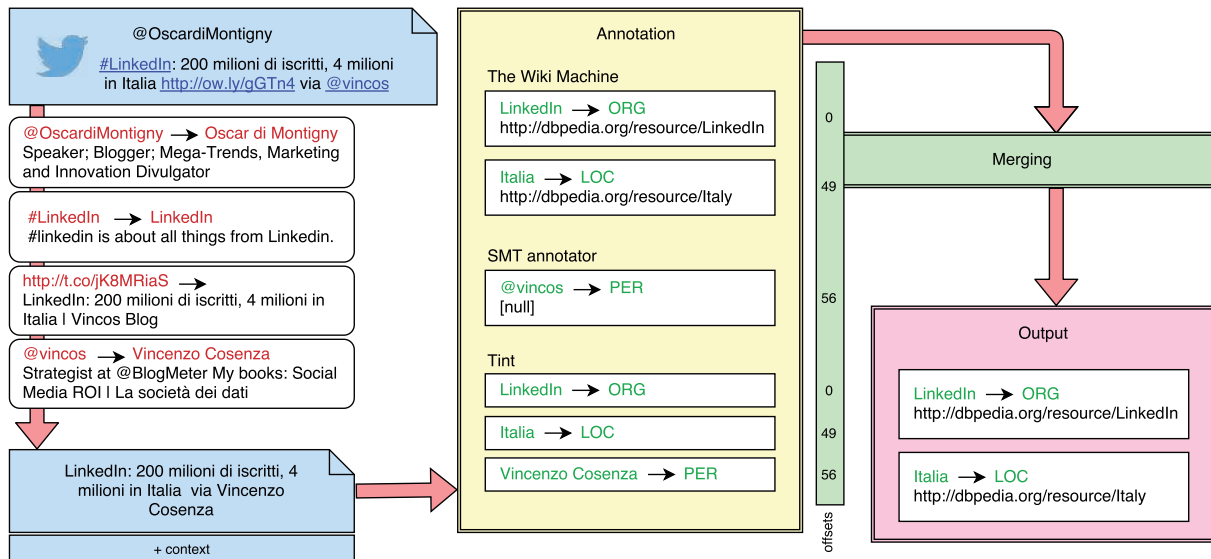 @OscardiMontigny
#LinkedIn: 200 milioni di iscritti, 4 milioni
in Italia http://ow.ly/gGTn4 via @vincos
@OscardiMontigny → Oscar di Montigny
Speaker; Blogger; Mega-Trends, Marketing
and Innovation Divulgator
#LinkedIn → LinkedIn
#linkedin is about all things from Linkedin.
http://t.co/jK8MRiaS →
LinkedIn: 200 milioni di iscritti, 4 milioni in
Italia | Vincos Blog
@vincos → Vincenzo Cosenza
Strategist at @BlogMeter My books: Social
Media ROI | La società dei dati
LinkedIn: 200 milioni di iscritti, 4
milioni in Italia via Vincenzo
Cosenza
+ context
Annotation
The Wiki Machine
LinkedIn → ORG
http://dbpedia.org/resource/LinkedIn
Italia → LOC
http://dbpedia.org/resource/Italy
SMT annotator
@vincos → PER
[null]
Tint
LinkedIn → ORG
Italia → LOC
Vincenzo Cosenza → PER
0
49
56
0
49
56
offsets
Merging
Output
LinkedIn → ORG
http://dbpedia.org/resource/LinkedIn
Italia → LOC
http://dbpedia.org/resource/Italy